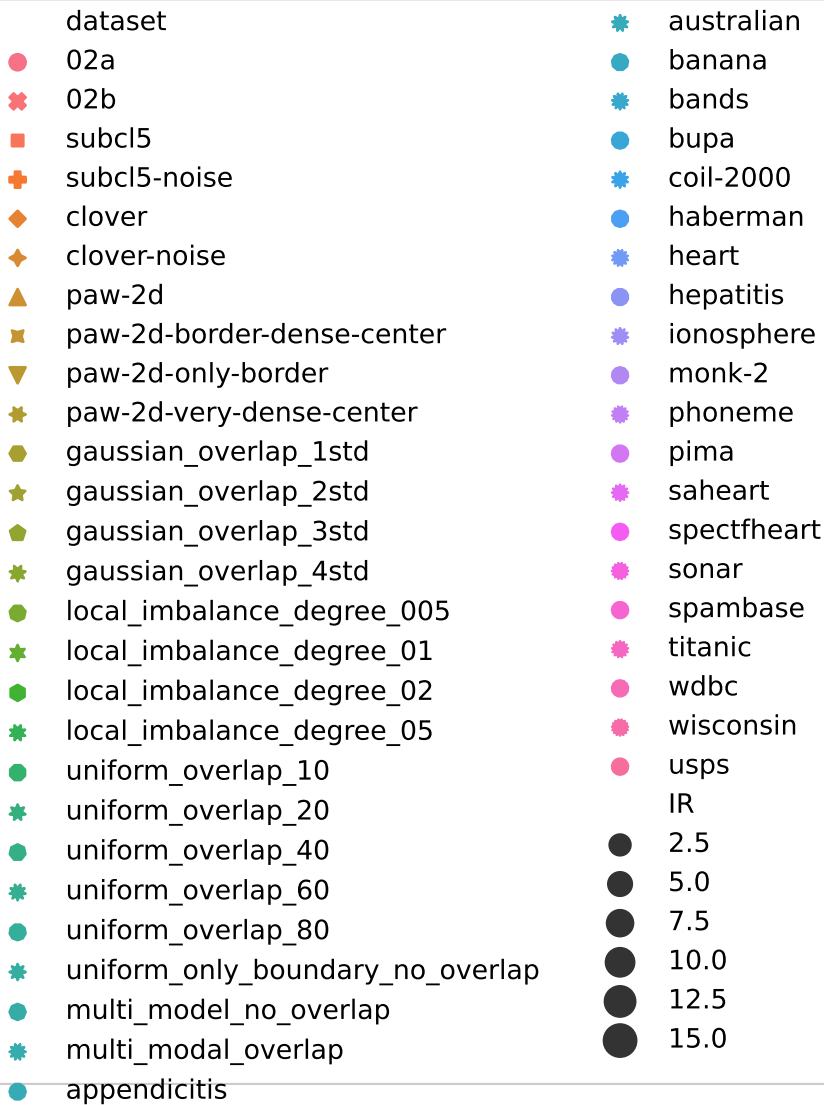 dataset
02a
02b
subcl5
subcl5-noise
clover
clover-noise
paw-2d
paw-2d-border-dense-center
paw-2d-only-border
paw-2d-very-dense-center
gaussian_overlap_1std
gaussian_overlap_2std
gaussian_overlap_3std
gaussian_overlap_4std
local_imbalance_degree_005
local_imbalance_degree_01
local_imbalance_degree_02
local_imbalance_degree_05
uniform_overlap_10
uniform_overlap_20
uniform_overlap_40
uniform_overlap_60
uniform_overlap_80
uniform_only_boundary_no_overlap
multi_model_no_overlap
multi_modal_overlap
appendicitis
australian
banana
bands
bupa
coil-2000
haberman
heart
hepatitis
ionosphere
monk-2
phoneme
pima
saheart
spectfheart
sonar
spambase
titanic
wdbc
wisconsin
usps
IR
2.5
5.0
7.5
10.0
12.5
15.0